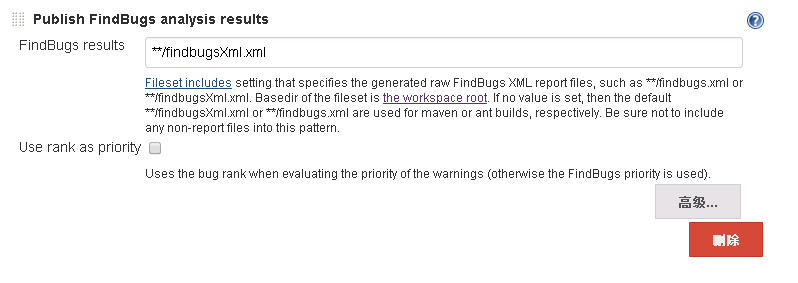 Publish FindBugs analysis results
FindBugs results
**/findbugsXml.xml
Fileset includes setting that specifies the generated raw FindBugs XML report files, such as **/findbugs.xml or
**/findbugsXml.xml. Basedir of the fileset is the workspace root. If no value is set, then the default
**/findbugsXml.xml or **/findbugs.xml are used for maven or ant builds, respectively. Be sure not to include
any non-report files into this pattern.
Use rank as priority
Uses the bug rank when evaluating the priority of the warnings (otherwise the FindBugs priority is used).
高级...
删除